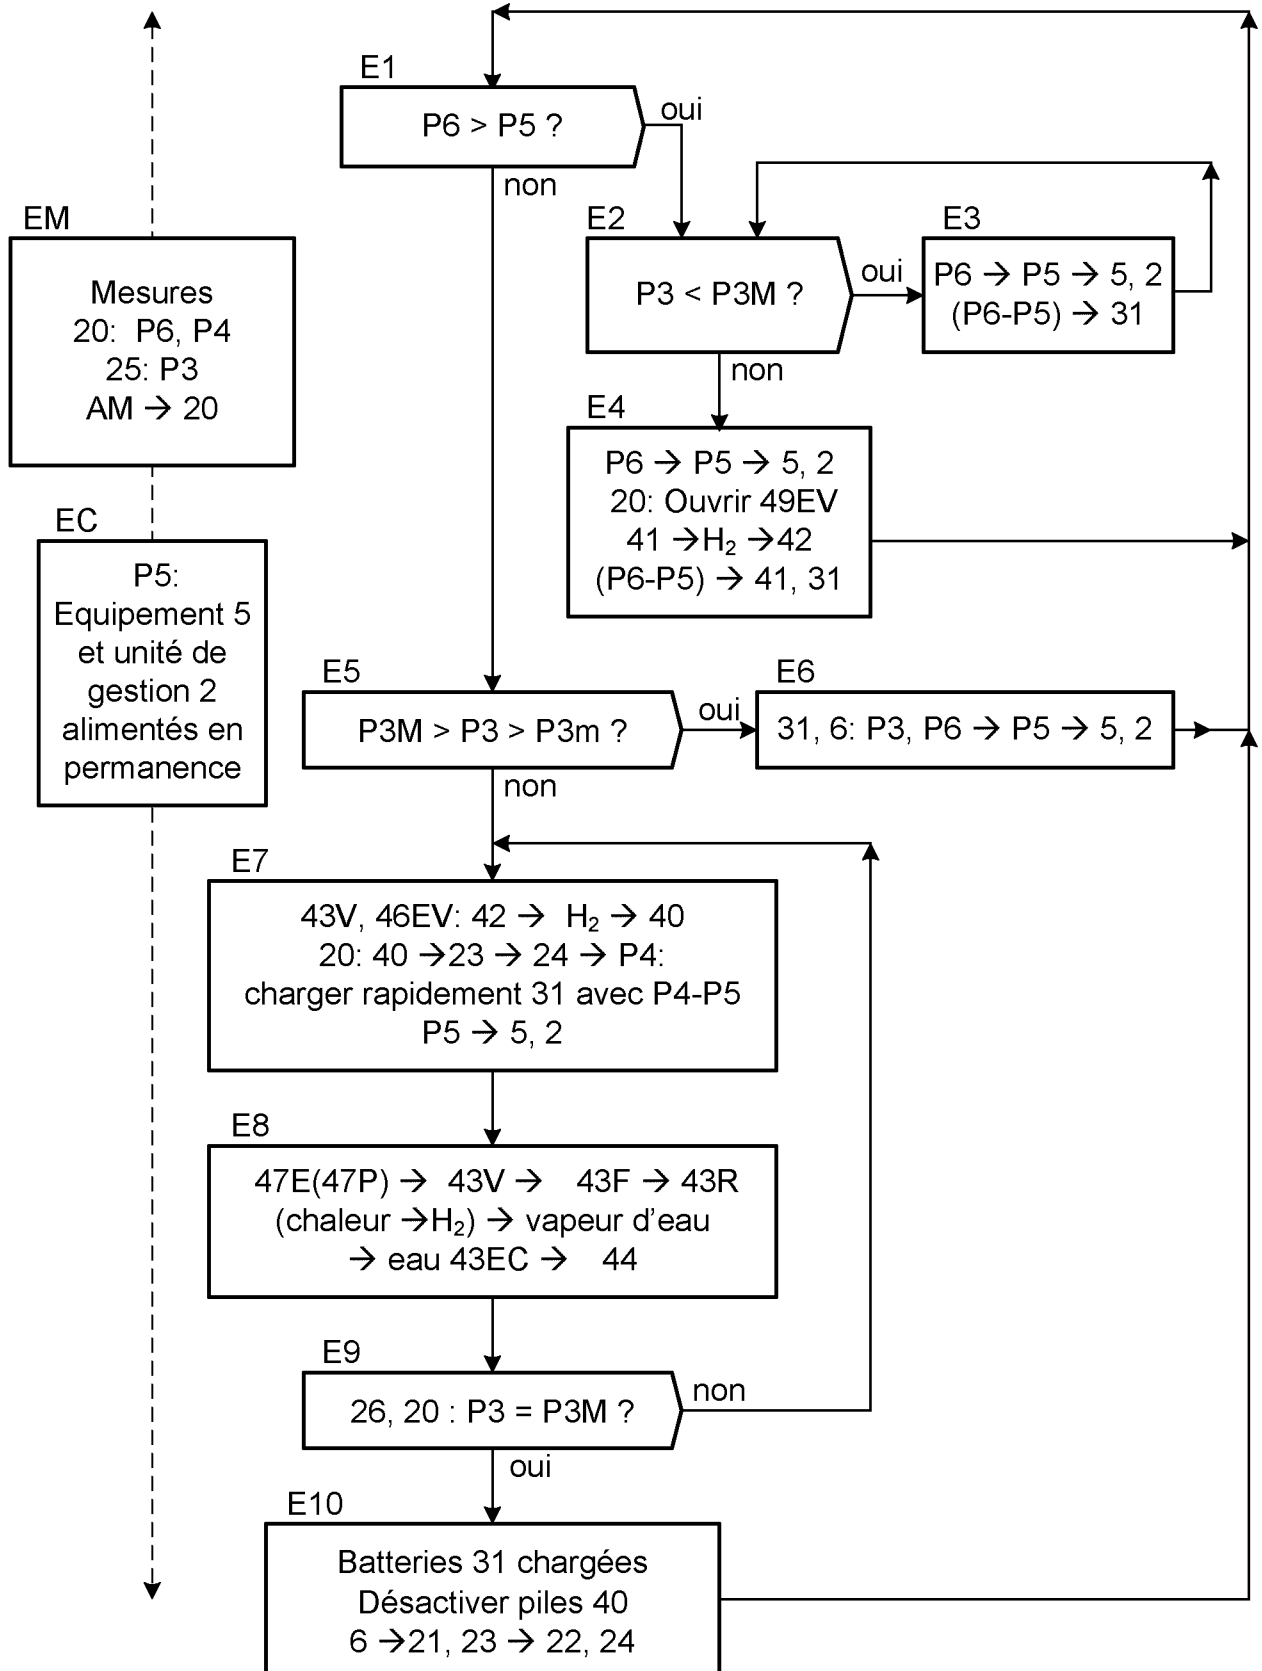 E1
P6 > P5 ?
oui
non
EM
Mesures
20: P6, P4
25: P3
AM → 20
E2
P3 < P3M ?
oui
non
E3
P6 → P5 → 5, 2
(P6-P5) → 31
E4
P6 → P5 → 5, 2
20: Ouvrir 49EV
41 →H₂ →42
(P6-P5) → 41, 31
EC
P5:
Equipement 5
et unité de
gestion 2
alimentés en
permanence
E5
P3M > P3 > P3m ?
oui
non
E6
31, 6: P3, P6 → P5 → 5, 2
E7
43V, 46EV: 42 → H₂ → 40
20: 40 →23 → 24 → P4:
charger rapidement 31 avec P4-P5
P5 → 5, 2
E8
47E(47P) → 43V → 43F → 43R
(chaleur →H₂) → vapeur d'eau
→ eau 43EC → 44
E9
26, 20 : P3 = P3M ?
non
oui
E10
Batteries 31 chargées
Désactiver piles 40
6 →21, 23 → 22, 24